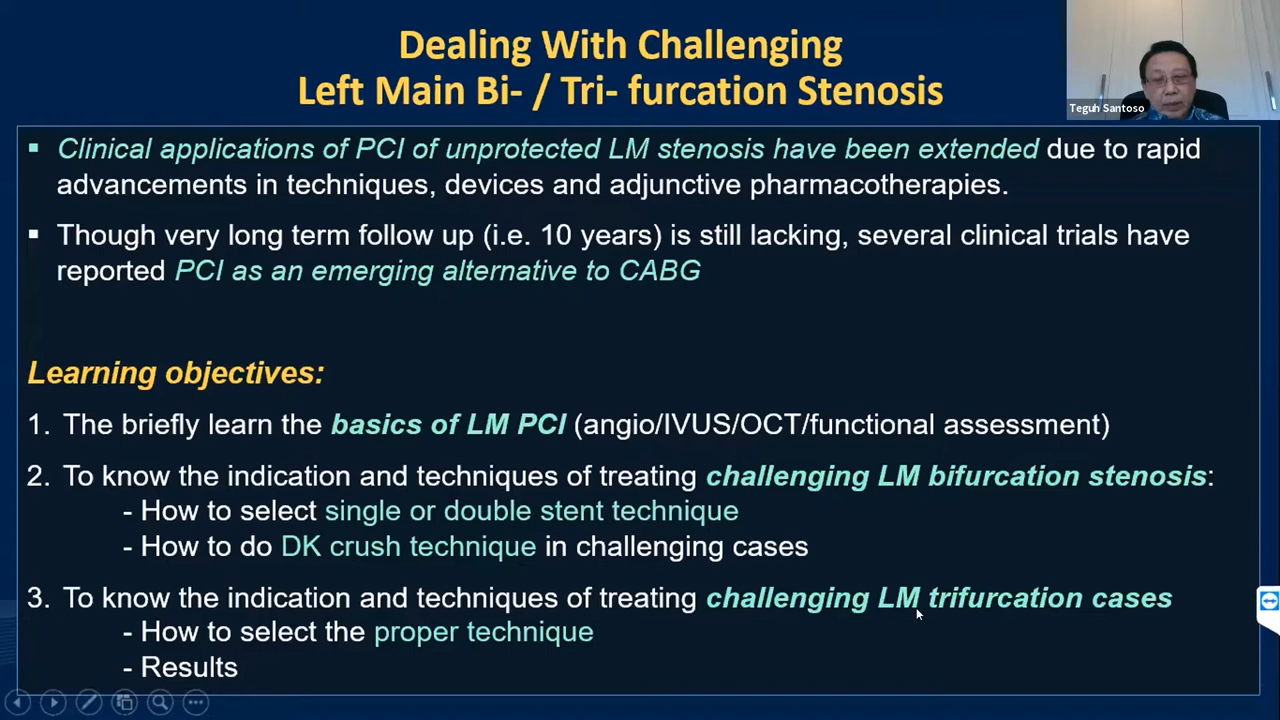 Dealing With Challenging
Left Main Bi- / Tri- furcation Stenosis
Teguh Santoso
▪ Clinical applications of PCI of unprotected LM stenosis have been extended due to rapid
advancements in techniques, devices and adjunctive pharmacotherapies.
▪ Though very long term follow up (i.e. 10 years) is still lacking, several clinical trials have
reported PCI as an emerging alternative to CABG
Learning objectives:
1. The briefly learn the basics of LM PCI (angio/IVUS/OCT/functional assessment)
2. To know the indication and techniques of treating challenging LM bifurcation stenosis:
- How to select single or double stent technique
- How to do DK crush technique in challenging cases
3. To know the indication and techniques of treating challenging LM trifurcation cases
- How to select the proper technique
- Results